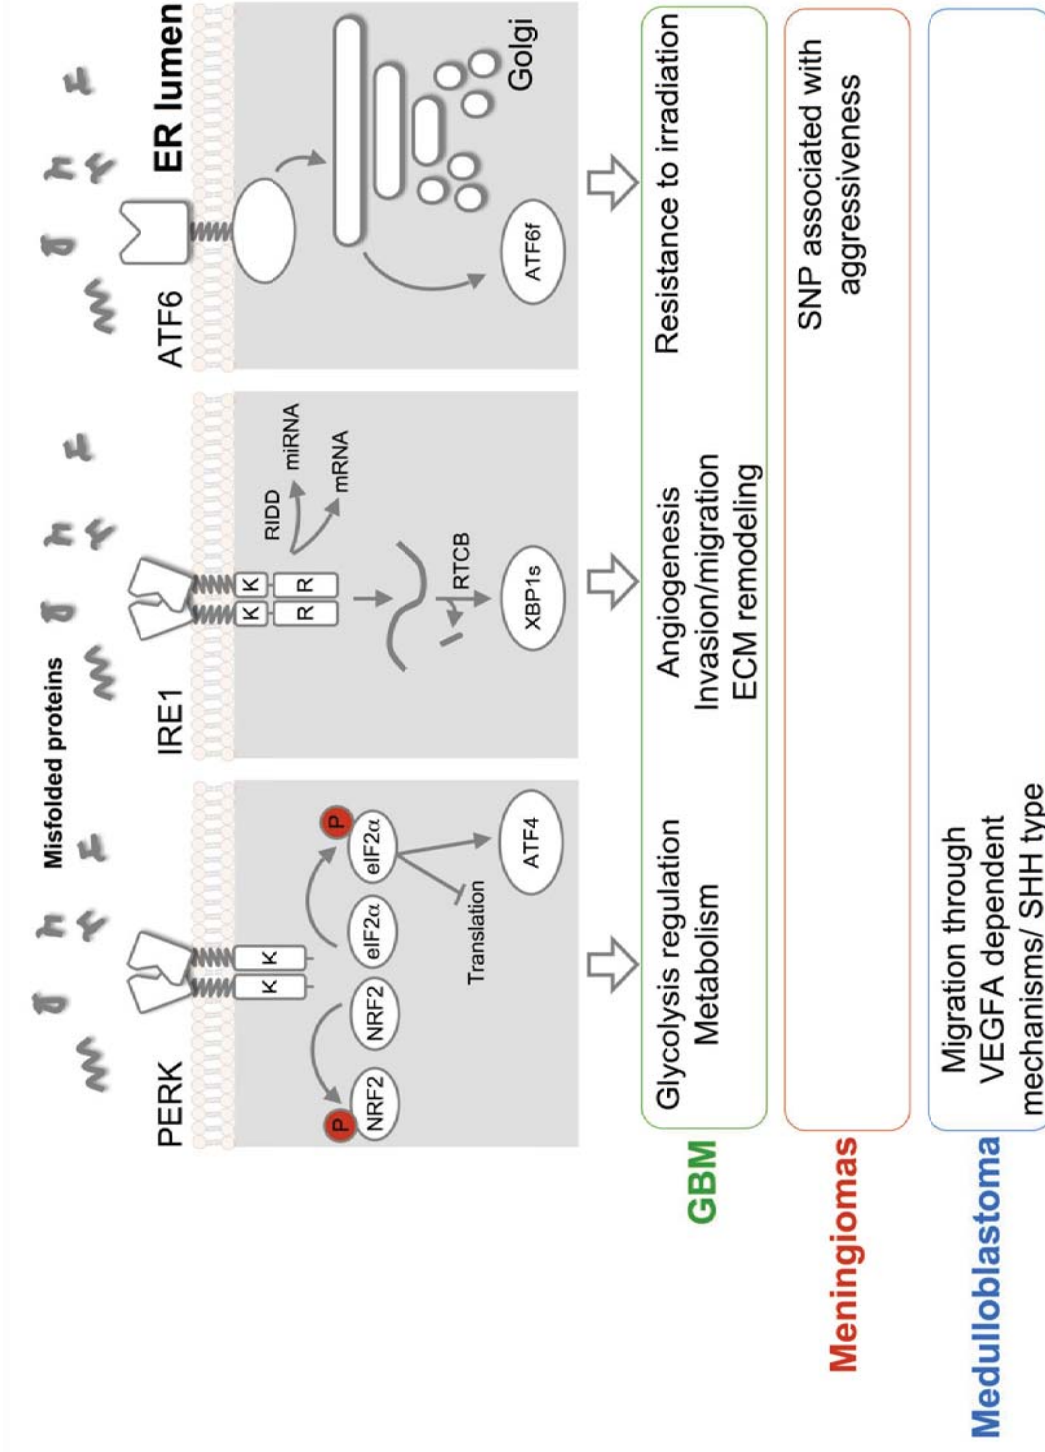 Misfolded proteins
ER lumen
PERK
K
K
P
NRF2
NRF2
eIF2α
P
eIF2α
Translation
ATF4
IRE1
K
K
R
R
RIDD
miRNA
mRNA
RTCB
XBP1s
ATF6
Golgi
ATF6f
GBM
Glycolysis regulation
Metabolism
Angiogenesis
Invasion/migration
ECM remodeling
Resistance to irradiation
Meningiomas
SNP associated with
aggressiveness
Medulloblastoma
Migration through
VEGFA dependent
mechanisms/ SHH type